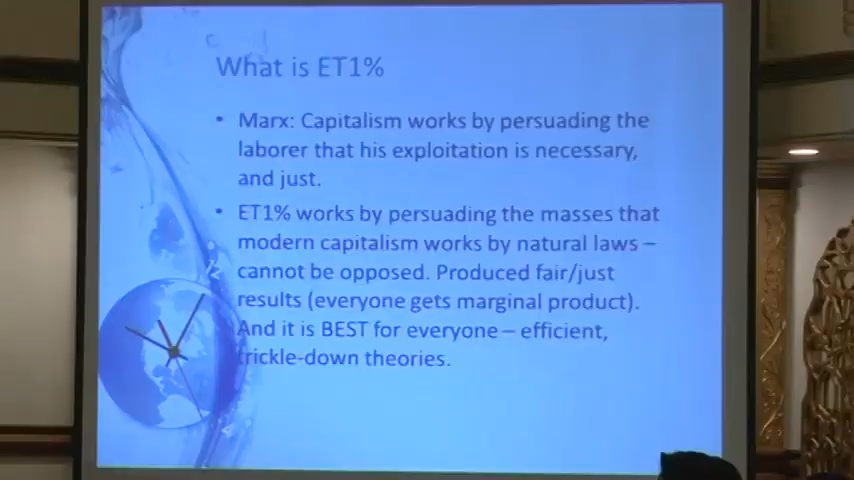 What is ET1%
• Marx: Capitalism works by persuading the
laborer that his exploitation is necessary,
and just.
• ET1% works by persuading the masses that
modern capitalism works by natural laws –
cannot be opposed. Produced fair/just
results (everyone gets marginal product).
And it is BEST for everyone – efficient,
trickle-down theories.
12